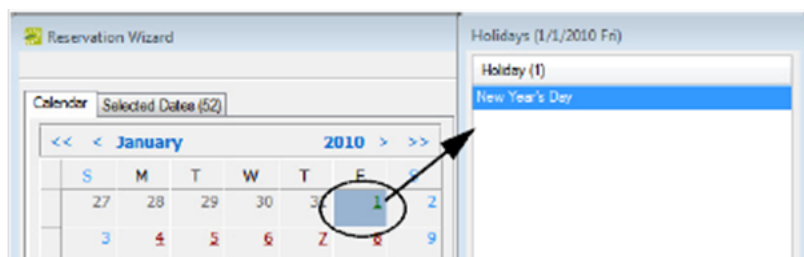 Reservation Wizard
Holidays (1/1/2010 Fri)
Holiday (1)
New Year's Day
Calendar Selected Dates (52)
<< < January 2010 > >>
S M T W T F S
27 28 29 30 31 1 2
3 4 5 6 7 8 9